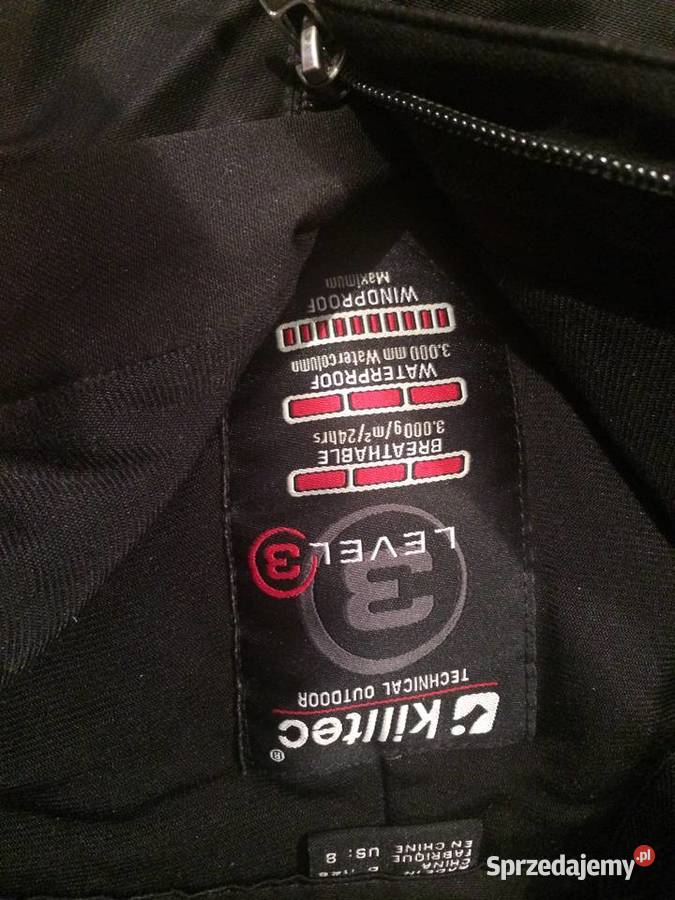 killtec®
TECHNICAL OUTDOOR
LEVEL 3
3
BREATHABLE
3.000g/m²/24hrs
WATERPROOF
3.000 mm Watercolumn
WINDPROOF
Maximum
US: 8
CHINA
FABRIQUE
EN CHINE
Sprzedajemy.pl